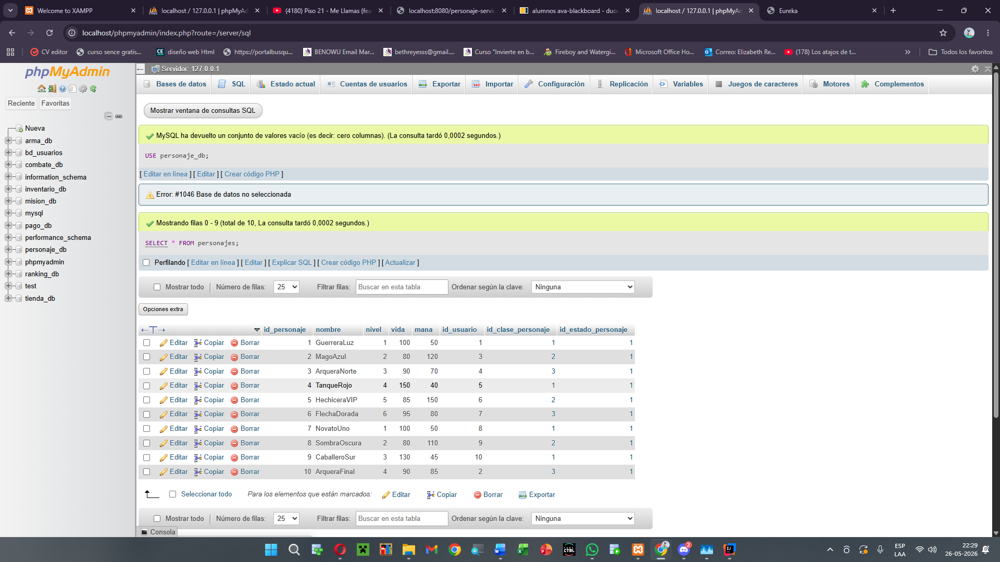 Welcome to XAMPP
localhost / 127.0.0.1 | phpMyAd
(4180) Piso 21 - Me Llamas (fea
localhost:8080/personaje-servic
alumnos ava-blackboard - duoc
localhost / 127.0.0.1 | phpMyAd
Eureka
localhost/phpmyadmin/index.php?route=/server/sql
CV editor
curso sence gratis...
diseño web Html
https://portalbusqu...
BENOWU Email Mar...
bethreyesss@gmail....
Curso "Invierte en b...
Fireboy and Watergi...
Microsoft Office Ho...
Correo: Elizabeth Re...
(178) Los atajos de t...
Todos los favoritos
phpMyAdmin
Reciente
Favoritas
Nueva
arma_db
bd_usuarios
combate_db
information_schema
inventario_db
mision_db
mysql
pago_db
performance_schema
personaje_db
phpmyadmin
ranking_db
test
tienda_db
Servidor: 127.0.0.1
Bases de datos
SQL
Estado actual
Cuentas de usuarios
Exportar
Importar
Configuración
Replicación
Variables
Juegos de caracteres
Motores
Complementos
Mostrar ventana de consultas SQL
MySQL ha devuelto un conjunto de valores vacío (es decir: cero columnas). (La consulta tardó 0,0002 segundos.)
USE personaje_db;
[ Editar en línea ] [ Editar ] [ Crear código PHP ]
Error: #1046 Base de datos no seleccionada
Mostrando filas 0 - 9 (total de 10, La consulta tardó 0,0002 segundos.)
SELECT * FROM personajes;
Perfilando [ Editar en línea ] [ Editar ] [ Explicar SQL ] [ Crear código PHP ] [ Actualizar ]
Mostrar todo | Número de filas: 25 Filtrar filas: Buscar en esta tabla Ordenar según la clave: Ninguna
Opciones extra
id_personaje nombre nivel vida mana id_usuario id_clase_personaje id_estado_personaje
Editar Copiar Borrar 1 GuerreraLuz 1 100 50 1 1 1
Editar Copiar Borrar 2 MagoAzul 2 80 120 3 2 1
Editar Copiar Borrar 3 ArqueraNorte 3 90 70 4 3 1
Editar Copiar Borrar 4 TanqueRojo 4 150 40 5 1 1
Editar Copiar Borrar 5 HechiceraVIP 5 85 150 6 2 1
Editar Copiar Borrar 6 FlechaDorada 6 95 80 7 3 1
Editar Copiar Borrar 7 NovatoUno 1 100 50 8 1 1
Editar Copiar Borrar 8 SombraOscura 2 80 110 9 2 1
Editar Copiar Borrar 9 CaballeroSur 3 130 45 10 1 1
Editar Copiar Borrar 10 ArqueraFinal 4 90 85 2 3 1
Seleccionar todo Para los elementos que están marcados: Editar Copiar Borrar Exportar
Mostrar todo | Número de filas: 25 Filtrar filas: Buscar en esta tabla Ordenar según la clave: Ninguna
Consola
2
ESP
LAA
22:29
26-05-2026